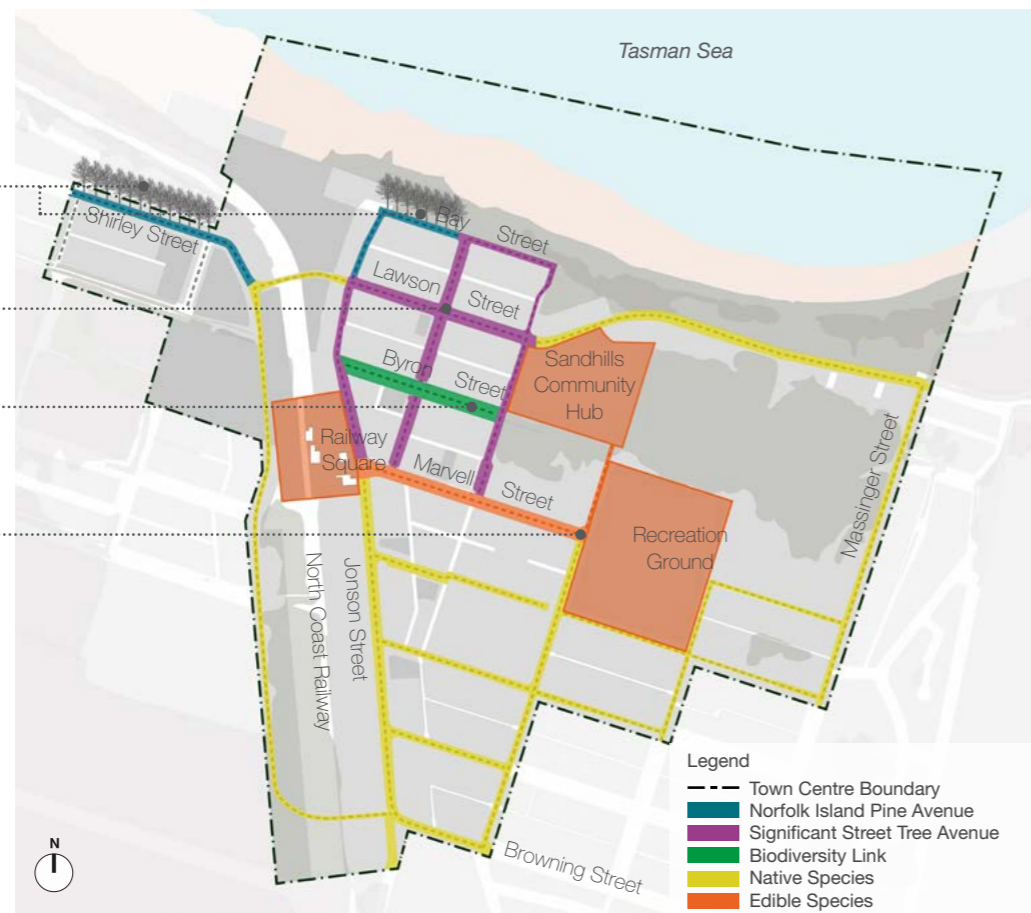 Tasman Sea
Shirley Street
Bay Street
Lawson Street
Byron Street
Sandhills
Community
Hub
Railway
Square
Marvell Street
Recreation
Ground
Massinger Street
North Coast Railway
Jonson Street
Browning Street
N
Legend
Town Centre Boundary
Norfolk Island Pine Avenue
Significant Street Tree Avenue
Biodiversity Link
Native Species
Edible Species